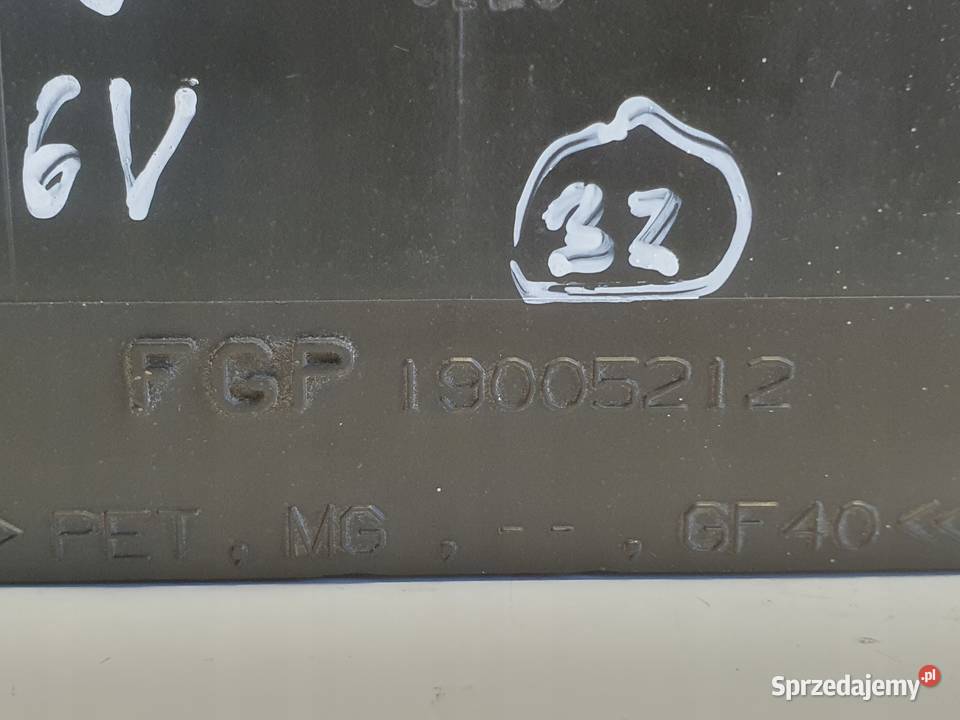 6V
32
FGP 19005212
> PET , MG , -- , GF40 <<
Sprzedajemy.pl